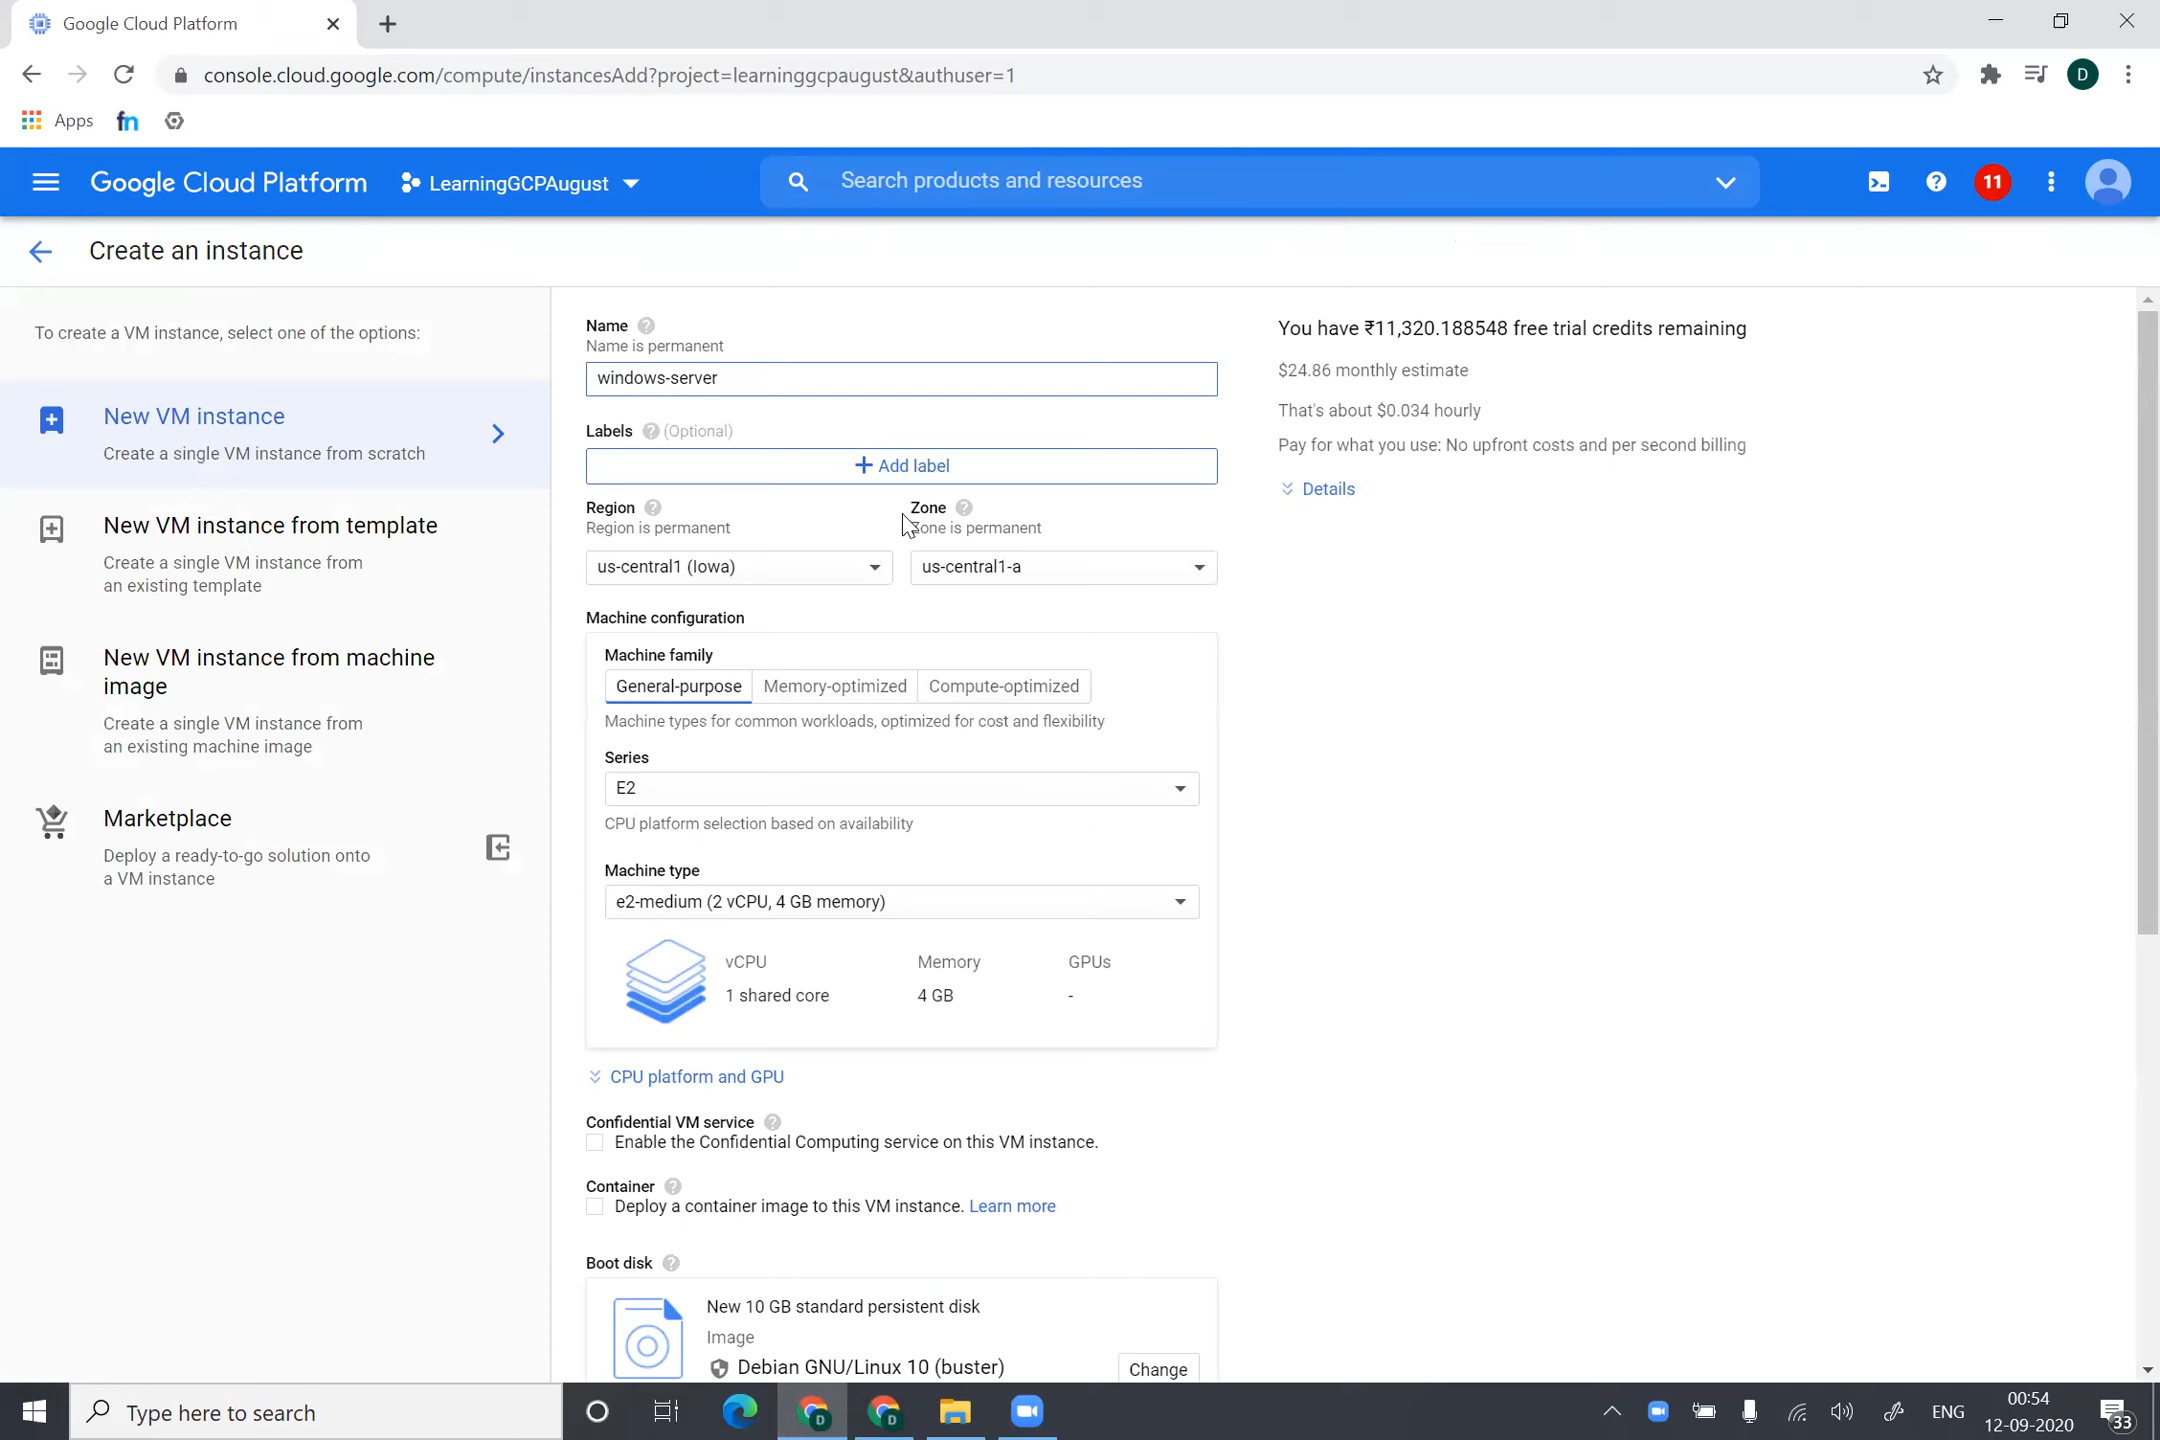 Google Cloud Platform
console.cloud.google.com/compute/instancesAdd?project=learninggcpaugust&authuser=1
D
Apps
fn
Google Cloud Platform
LearningGCPAugust
Search products and resources
11
Create an instance
To create a VM instance, select one of the options:
New VM instance
Create a single VM instance from scratch
New VM instance from template
Create a single VM instance from
an existing template
New VM instance from machine
image
Create a single VM instance from
an existing machine image
Marketplace
Deploy a ready-to-go solution onto
a VM instance
Name
Name is permanent
windows-server
Labels (Optional)
Add label
Region
Region is permanent
us-central1 (Iowa)
Zone
Zone is permanent
us-central1-a
Machine configuration
Machine family
General-purpose
Memory-optimized
Compute-optimized
Machine types for common workloads, optimized for cost and flexibility
Series
E2
CPU platform selection based on availability
Machine type
e2-medium (2 vCPU, 4 GB memory)
vCPU Memory GPUs
1 shared core 4 GB -
CPU platform and GPU
Confidential VM service
Enable the Confidential Computing service on this VM instance.
Container
Deploy a container image to this VM instance. Learn more
Boot disk
New 10 GB standard persistent disk
Image
Debian GNU/Linux 10 (buster)
Change
You have ₹11,320.188548 free trial credits remaining
$24.86 monthly estimate
That's about $0.034 hourly
Pay for what you use: No upfront costs and per second billing
Details
Type here to search
D
D
ENG
00:54
12-09-2020
33